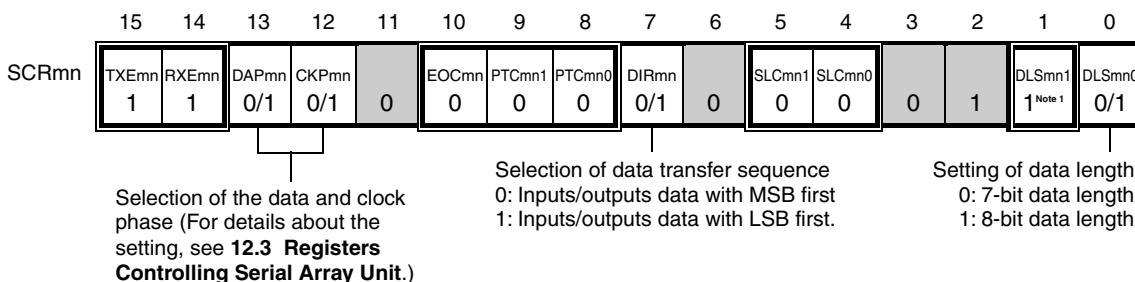 15 14 13 12 11 10 9 8 7 6 5 4 3 2 1 0
SCRmn TXEmn RXEmn DAPmn CKPmn EOCmn PTCmn1 PTCmn0 DIRmn SLCmn1 SLCmn0 DLSmn1 DLSmn0
1 1 0/1 0/1 0 0 0 0 0/1 0 0 0 0 1 1 Note 1 0/1
Selection of the data and clock
phase (For details about the
setting, see 12.3 Registers
Controlling Serial Array Unit.)
Selection of data transfer sequence
0: Inputs/outputs data with MSB first
1: Inputs/outputs data with LSB first.
Setting of data length
0: 7-bit data length
1: 8-bit data length